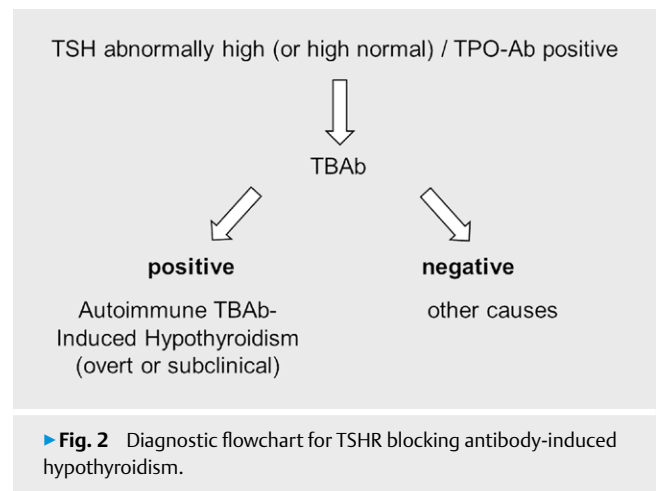 TSH abnormally high (or high normal) / TPO-Ab positive
TBAb
positive
negative
Autoimmune TBAb-
Induced Hypothyroidism
(overt or subclinical)
other causes
▶Fig. 2 Diagnostic flowchart for TSHR blocking antibody-induced
hypothyroidism.